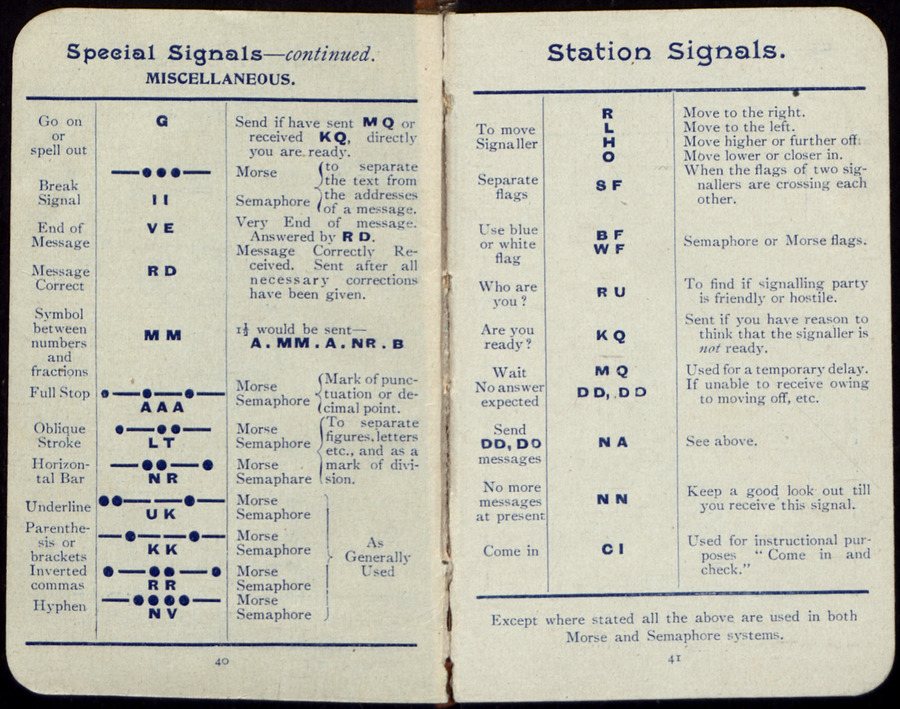 Special Signals—continued.
MISCELLANEOUS.
Go on
or
spell out
G
Send if have sent M Q or
received K Q, directly
you are ready.
Break
Signal
I I
Morse
Semaphore
to separate
the text from
the addresses
of a message.
End of
Message
V E
Very End of message.
Answered by R D.
Message
Correct
R D
Message Correctly Re-
ceived. Sent after all
necessary corrections
have been given.
Symbol
between
numbers
and
fractions
M M
1½ would be sent—
A . MM . A . NR . B
Full Stop
A A A
Morse
Semaphore
Mark of punc-
tuation or de-
cimal point.
Oblique
Stroke
L T
Morse
Semaphore
Horizon-
tal Bar
N R
Morse
Semaphare
To separate
figures, letters
etc., and as a
mark of divi-
sion.
Underline
U K
Morse
Semaphore
Parenthe-
sis or
brackets
K K
Morse
Semaphore
Inverted
commas
R R
Morse
Semaphore
Hyphen
N V
Morse
Semaphore
As
Generally
Used
40
Station Signals.
To move
Signaller
R
L
H
O
Move to the right.
Move to the left.
Move higher or further off.
Move lower or closer in.
Separate
flags
S F
When the flags of two sig-
nallers are crossing each
other.
Use blue
or white
flag
B F
W F
Semaphore or Morse flags.
Who are
you ?
R U
To find if signalling party
is friendly or hostile.
Are you
ready ?
K Q
Sent if you have reason to
think that the signaller is
not ready.
Wait
M Q
Used for a temporary delay.
No answer
expected
D D, D D
If unable to receive owing
to moving off, etc.
Send
DD, DD
messages
N A
See above.
No more
messages
at present
N N
Keep a good look out till
you receive this signal.
Come in
C I
Used for instructional pur-
poses “ Come in and
check.”
Except where stated all the above are used in both
Morse and Semaphore systems.
41